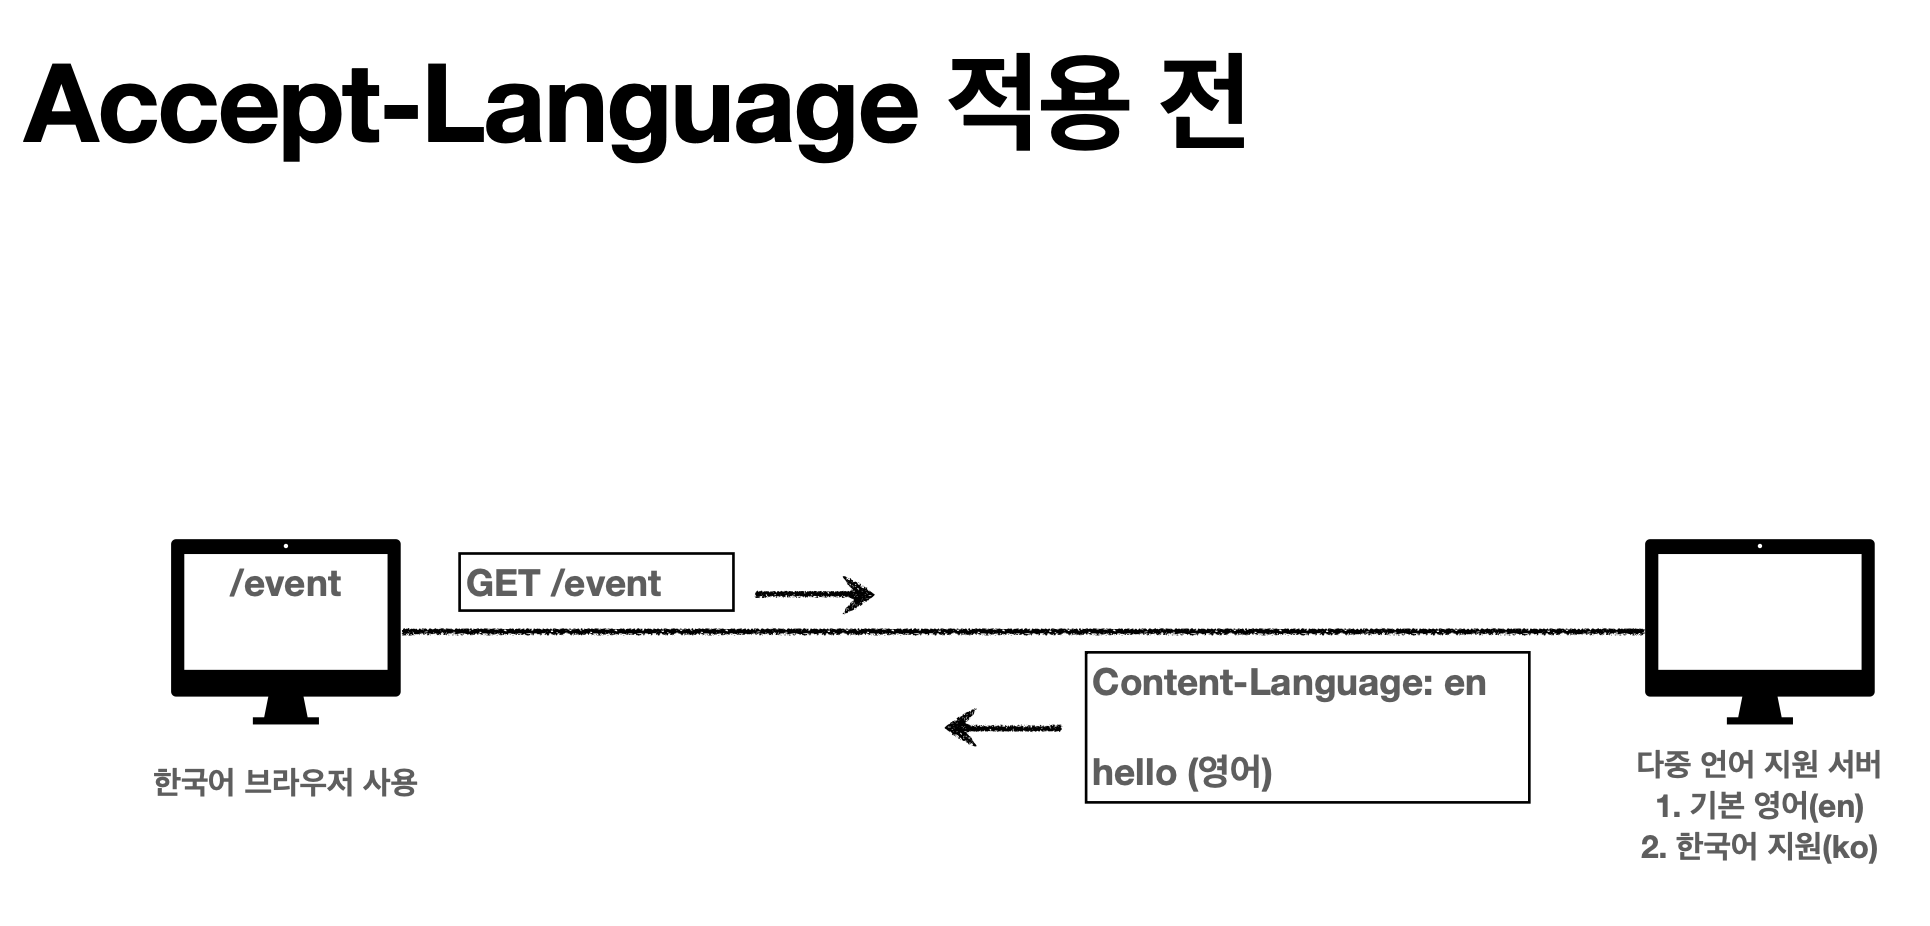 Accept-Language 적용 전
/event
GET /event
Content-Language: en
hello (영어)
한국어 브라우저 사용
다중 언어 지원 서버
1. 기본 영어(en)
2. 한국어 지원(ko)